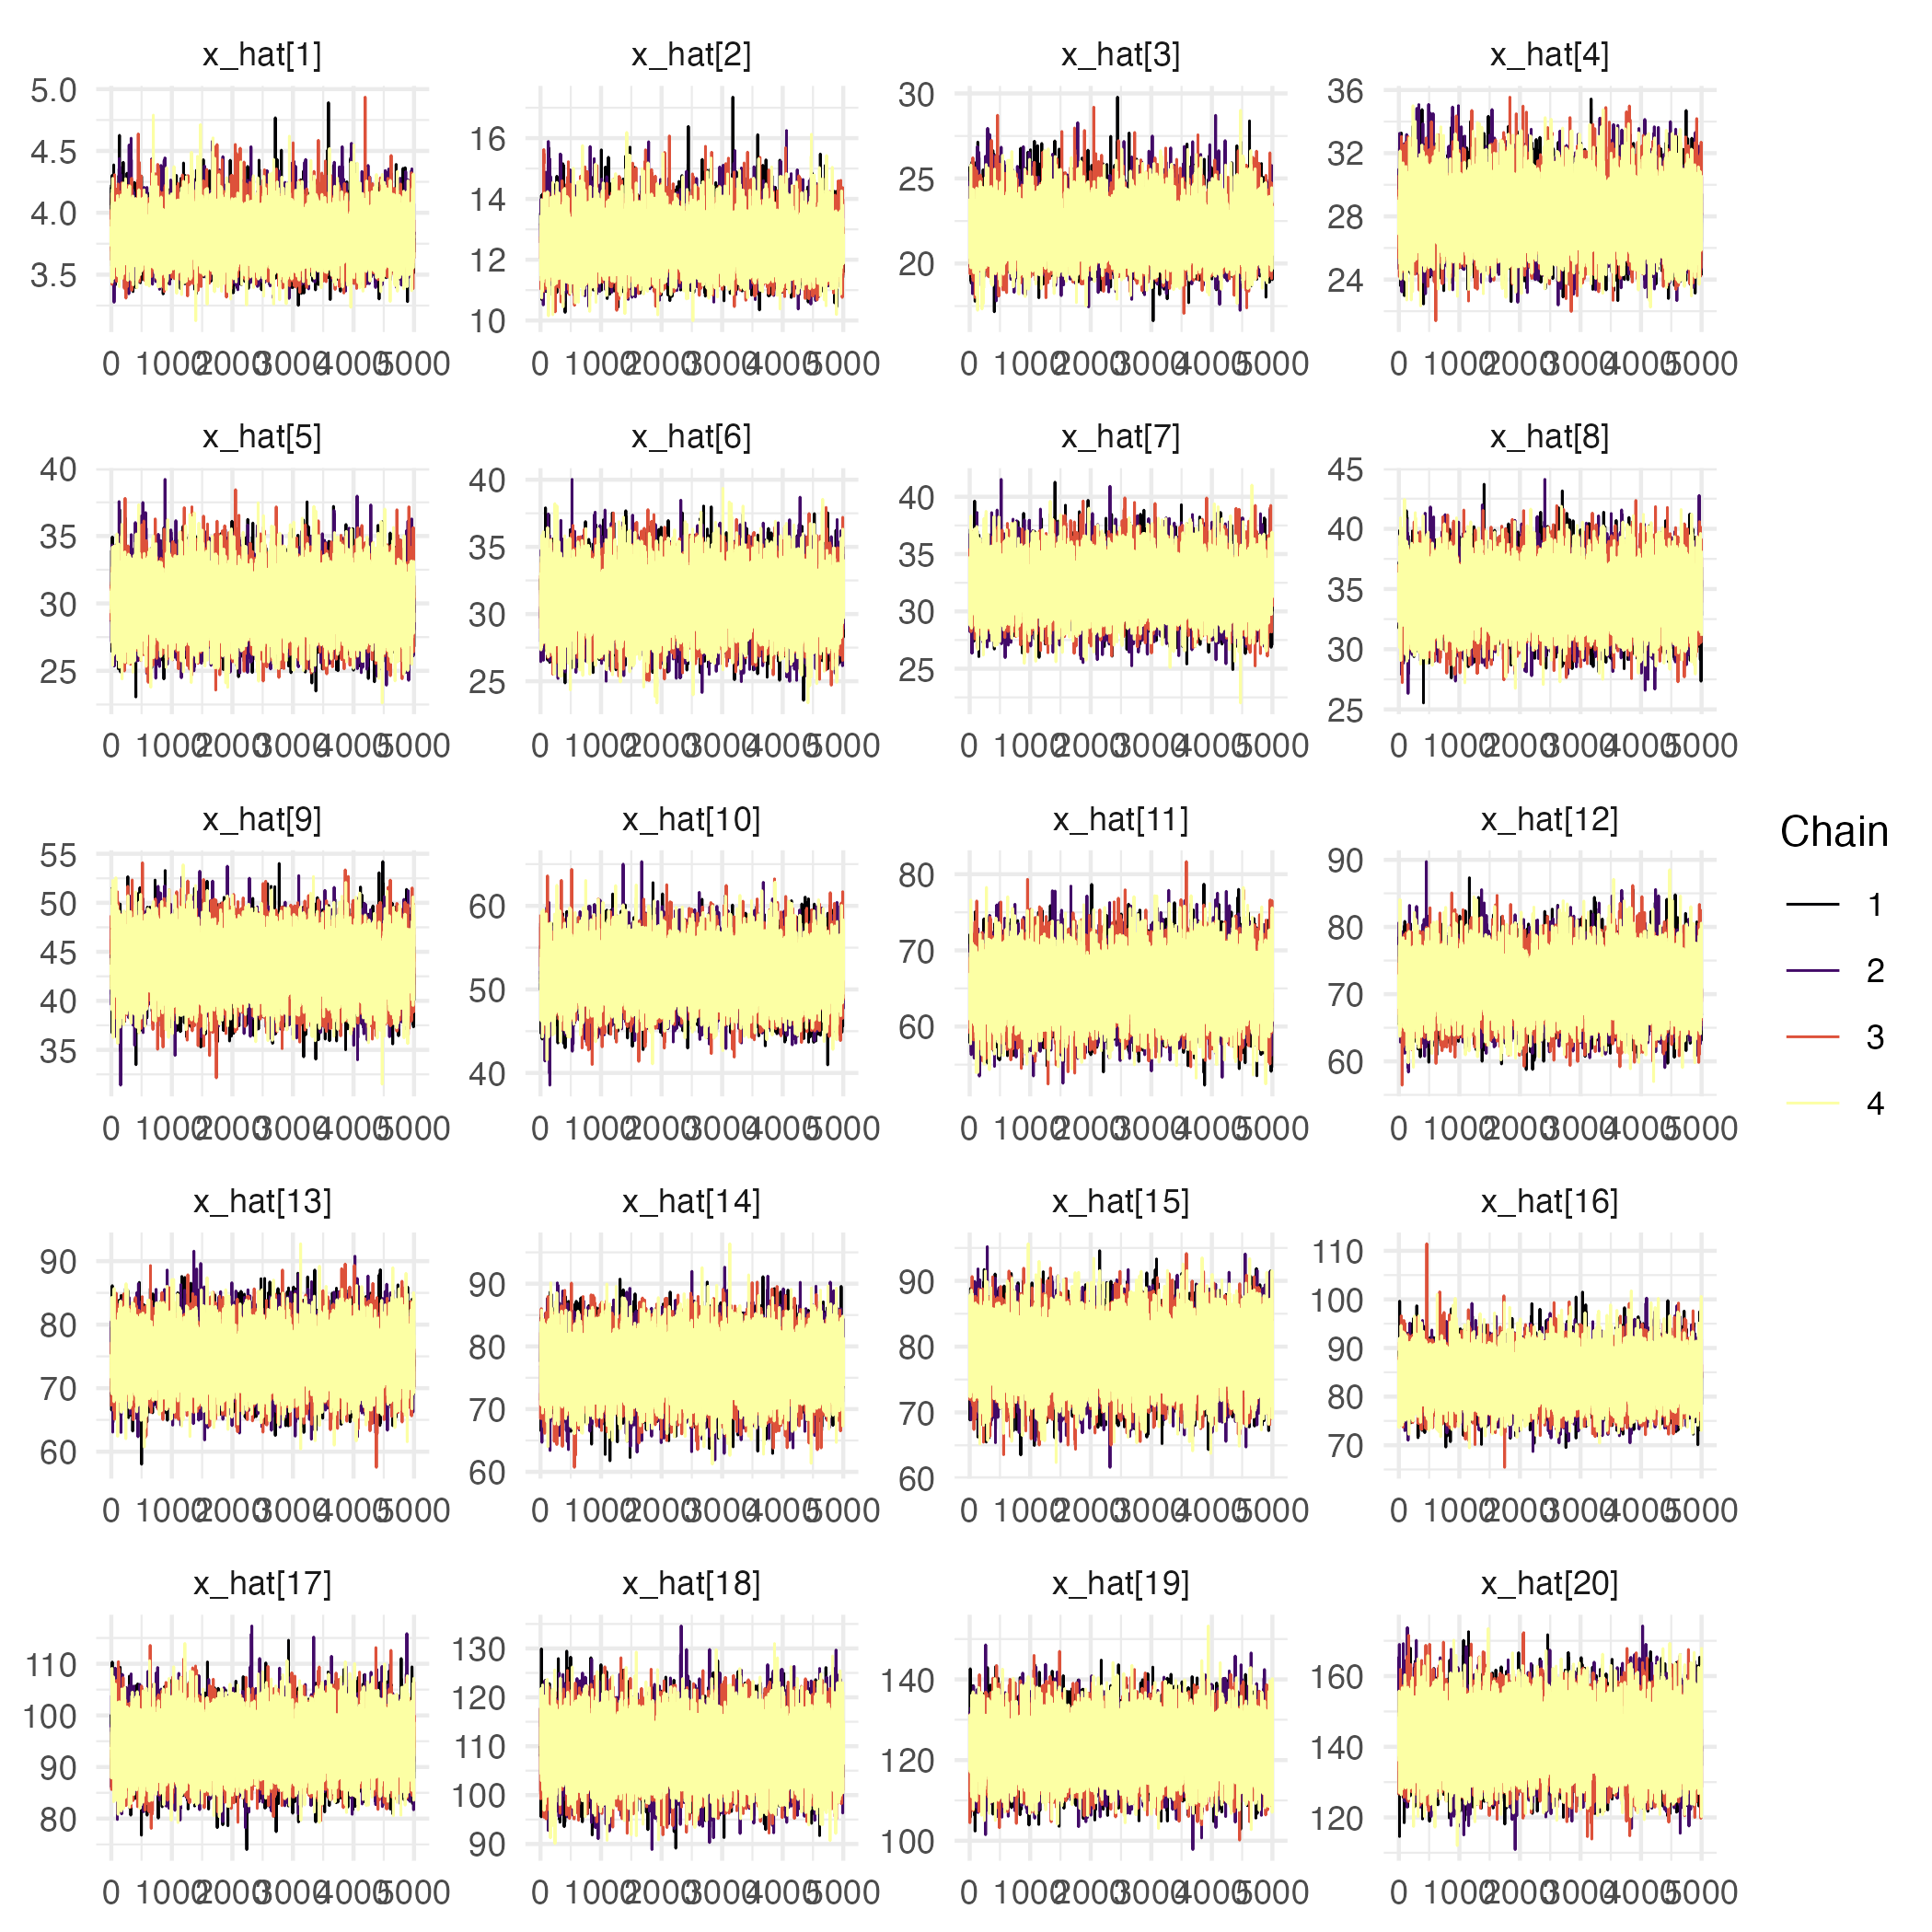 x_hat[1] x_hat[2] x_hat[3] x_hat[4]
5.0 4.5 4.0 3.5
16 14 12 10
30 25 20
36 32 28 24
0 1000 2000 3000 4000 5000 0 1000 2000 3000 4000 5000 0 1000 2000 3000 4000 5000 0 1000 2000 3000 4000 5000
x_hat[5] x_hat[6] x_hat[7] x_hat[8]
40 35 30 25
40 35 30 25
40 35 30 25
45 40 35 30 25
0 1000 2000 3000 4000 5000 0 1000 2000 3000 4000 5000 0 1000 2000 3000 4000 5000 0 1000 2000 3000 4000 5000
x_hat[9] x_hat[10] x_hat[11] x_hat[12]
55 50 45 40 35
60 50 40
80 70 60
90 80 70 60
0 1000 2000 3000 4000 5000 0 1000 2000 3000 4000 5000 0 1000 2000 3000 4000 5000 0 1000 2000 3000 4000 5000
x_hat[13] x_hat[14] x_hat[15] x_hat[16]
90 80 70 60
90 80 70 60
90 80 70 60
110 100 90 80 70
0 1000 2000 3000 4000 5000 0 1000 2000 3000 4000 5000 0 1000 2000 3000 4000 5000 0 1000 2000 3000 4000 5000
x_hat[17] x_hat[18] x_hat[19] x_hat[20]
110 100 90 80
130 120 110 100 90
140 120 100
160 140 120
0 1000 2000 3000 4000 5000 0 1000 2000 3000 4000 5000 0 1000 2000 3000 4000 5000 0 1000 2000 3000 4000 5000
Chain
1
2
3
4